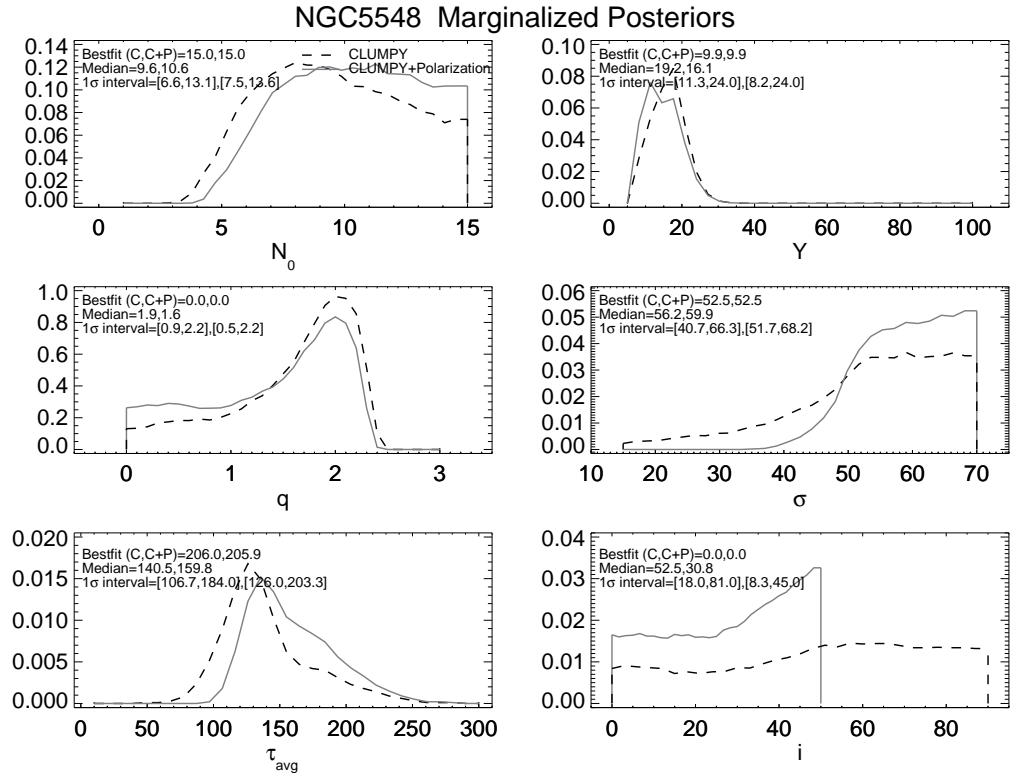 NGC5548 Marginalized Posteriors
0.14
0.12
0.10
0.08
0.06
0.04
0.02
0.00
Bestfit (C,C+P)=15.0,15.0
Median=9.6,10.6
1σ interval=[6.6,13.1],[7.5,13.6]
CLUMPY
CLUMPY+Polarization
0 5 10 15
N0
0.10
0.08
0.06
0.04
0.02
0.00
Bestfit (C,C+P)=9.9,9.9
Median=19.2,16.1
1σ interval=[11.3,24.0],[8.2,24.0]
0 20 40 60 80 100
Y
1.0
0.8
0.6
0.4
0.2
0.0
Bestfit (C,C+P)=0.0,0.0
Median=1.9,1.6
1σ interval=[0.9,2.2],[0.5,2.2]
0 1 2 3
q
0.06
0.05
0.04
0.03
0.02
0.01
0.00
Bestfit (C,C+P)=52.5,52.5
Median=56.2,59.9
1σ interval=[40.7,66.3],[51.7,68.2]
10 20 30 40 50 60 70
σ
0.020
0.015
0.010
0.005
0.000
Bestfit (C,C+P)=206.0,205.9
Median=140.5,159.8
1σ interval=[106.7,184.0],[126.0,203.3]
0 50 100 150 200 250 300
τavg
0.04
0.03
0.02
0.01
0.00
Bestfit (C,C+P)=0.0,0.0
Median=52.5,30.8
1σ interval=[18.0,81.0],[8.3,45.0]
0 20 40 60 80
i